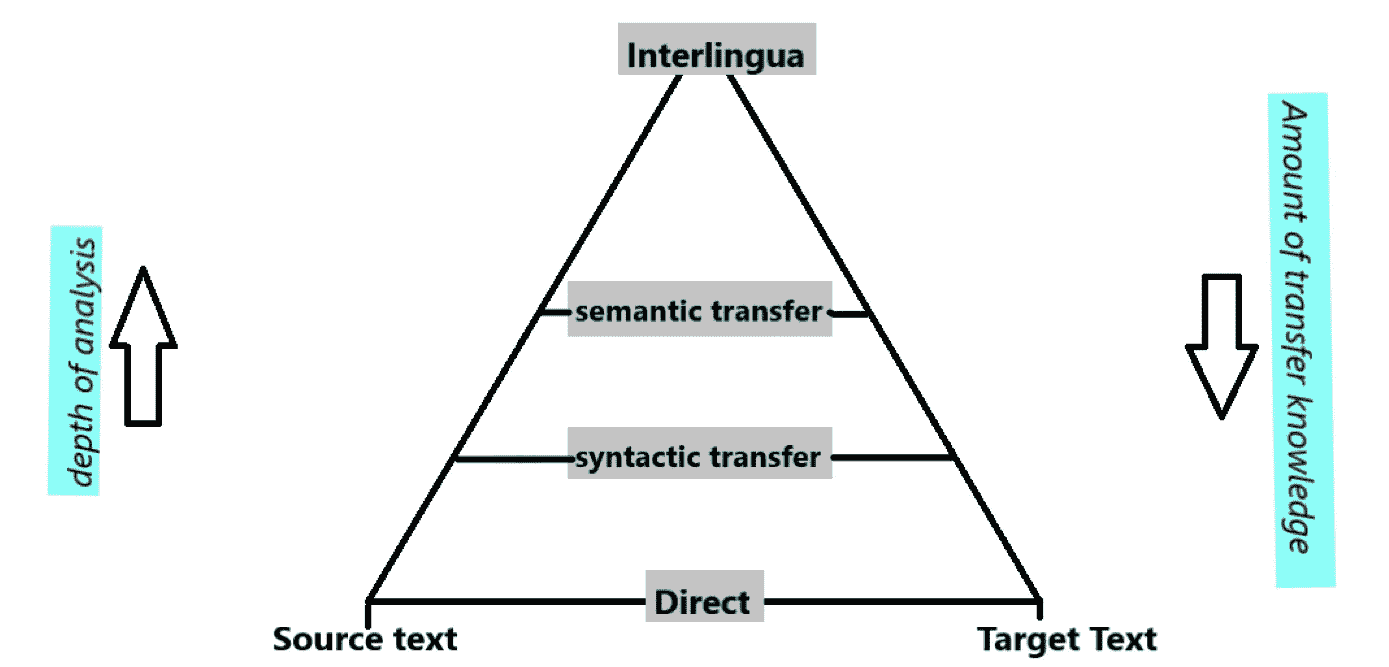 Interlingua
depth of analysis
Amount of transfer knowledge
semantic transfer
syntactic transfer
Direct
Source text
Target Text